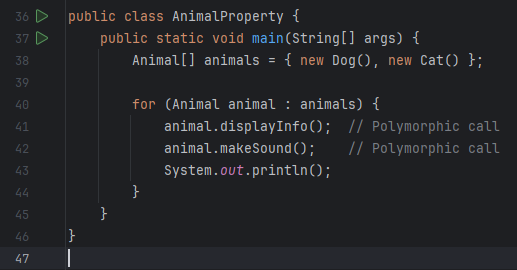 36 public class AnimalProperty {
37     public static void main(String[] args) {
38         Animal[] animals = { new Dog(), new Cat() };
39
40         for (Animal animal : animals) {
41             animal.displayInfo();  // Polymorphic call
42             animal.makeSound();    // Polymorphic call
43             System.out.println();
44         }
45     }
46 }
47